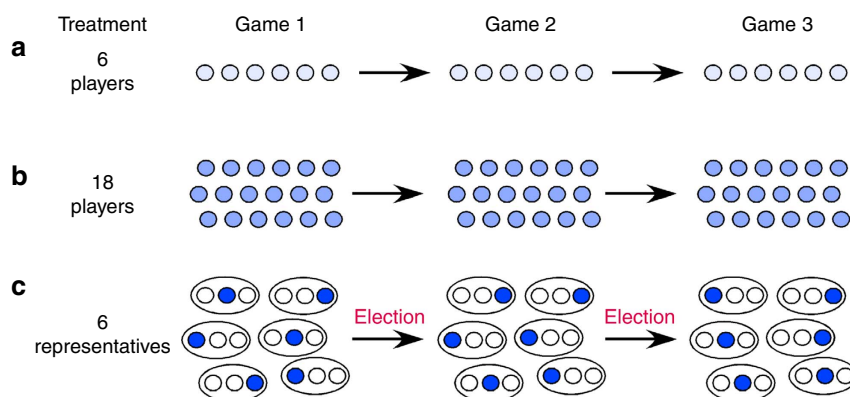 Treatment Game 1 Game 2 Game 3
a
6
players
b
18
players
c
6
representatives
Election Election